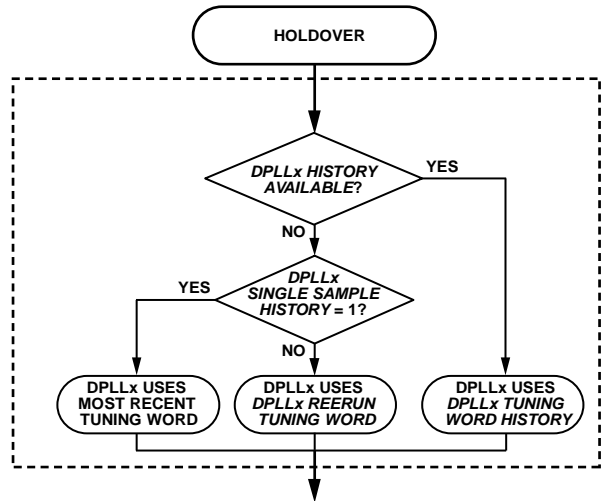 HOLDOVER
DPLLx HISTORY
AVAILABLE?
YES
NO
DPLLx
SINGLE SAMPLE
HISTORY = 1?
YES
NO
DPLLx USES
MOST RECENT
TUNING WORD
DPLLx USES
DPLLx REERUN
TUNING WORD
DPLLx USES
DPLLx TUNING
WORD HISTORY